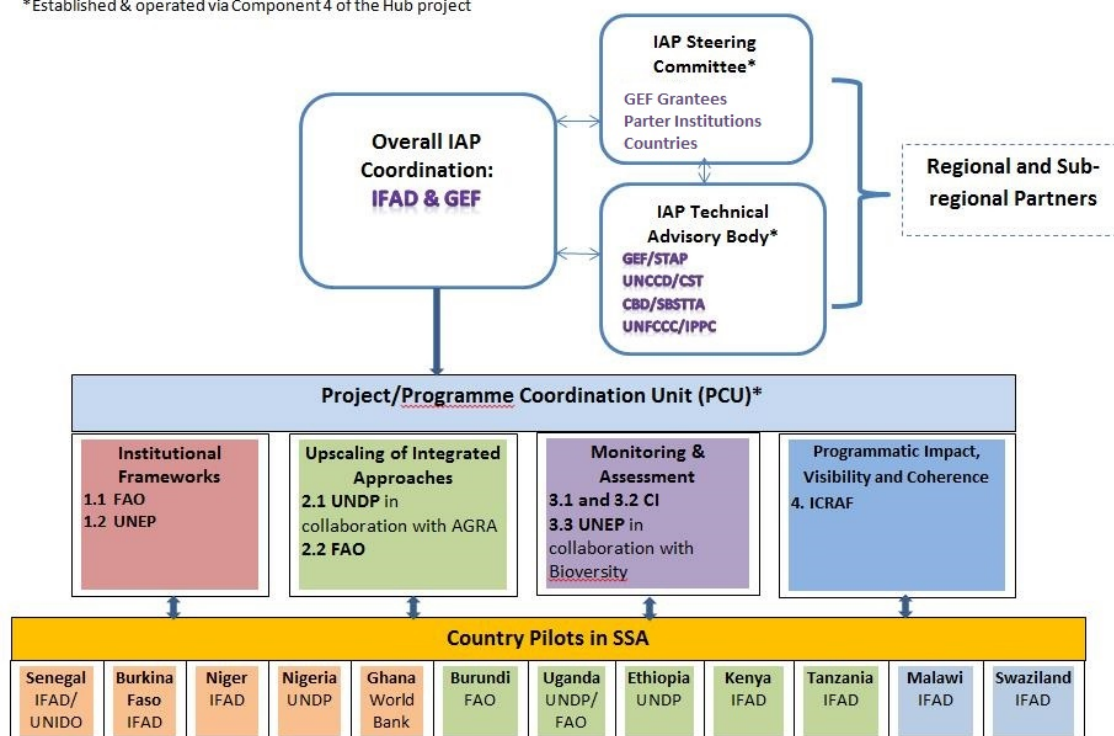 *Established & operated via Component 4 of the Hub project
IAP Steering
Committee*
GEF Grantees
Parter Institutions
Countries
Overall IAP
Coordination:
IFAD & GEF
IAP Technical
Advisory Body*
GEF/STAP
UNCCD/CST
CBD/SBSTTA
UNFCCC/IPPC
Regional and Sub-
regional Partners
Project/Programme Coordination Unit (PCU)*
Institutional
Frameworks
1.1 FAO
1.2 UNEP
Upscaling of Integrated
Approaches
2.1 UNDP in
collaboration with AGRA
2.2 FAO
Monitoring &
Assessment
3.1 and 3.2 CI
3.3 UNEP in
collaboration with
Bioversity
Programmatic Impact,
Visibility and Coherence
4. ICRAF
Country Pilots in SSA
Senegal
IFAD/
UNIDO
Burkina
Faso
IFAD
Niger
IFAD
Nigeria
UNDP
Ghana
World
Bank
Burundi
FAO
Uganda
UNDP/
FAO
Ethiopia
UNDP
Kenya
IFAD
Tanzania
IFAD
Malawi
IFAD
Swaziland
IFAD